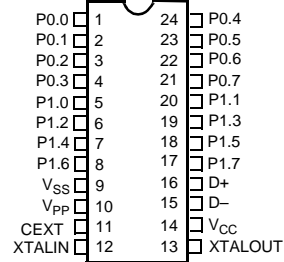 P0.0 1 24 P0.4
P0.1 2 23 P0.5
P0.2 3 22 P0.6
P0.3 4 21 P0.7
P1.0 5 20 P1.1
P1.2 6 19 P1.3
P1.4 7 18 P1.5
P1.6 8 17 P1.7
VSS 9 16 D+
VPP 10 15 D–
CEXT 11 14 VCC
XTALIN 12 13 XTALOUT